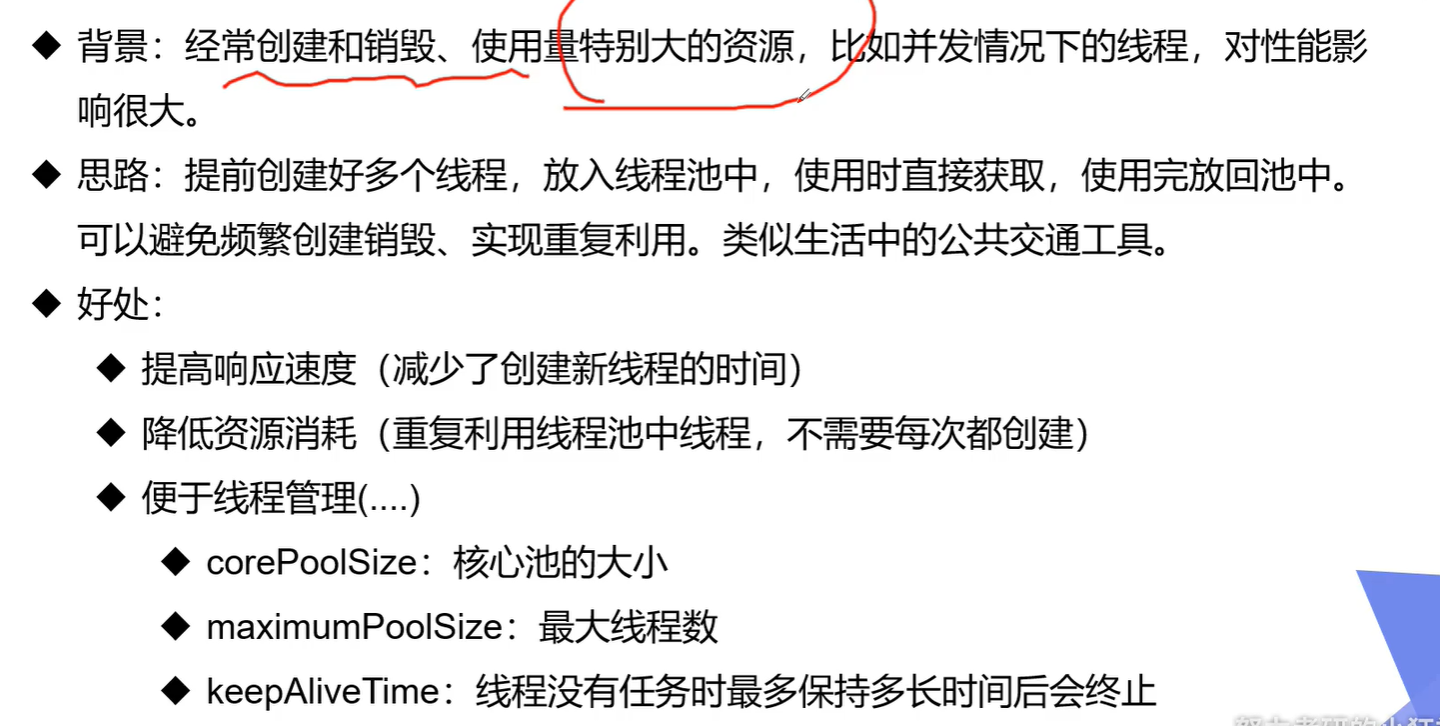 ◆ 背景：经常创建和销毁、使用量特别大的资源，比如并发情况下的线程，对性能影
响很大。
◆ 思路：提前创建好多个线程，放入线程池中，使用时直接获取，使用完放回池中。
可以避免频繁创建销毁、实现重复利用。类似生活中的公共交通工具。
◆ 好处：
◆ 提高响应速度（减少了创建新线程的时间）
◆ 降低资源消耗（重复利用线程池中线程，不需要每次都创建）
◆ 便于线程管理(....)
◆ corePoolSize：核心池的大小
◆ maximumPoolSize：最大线程数
◆ keepAliveTime：线程没有任务时最多保持多长时间后会终止